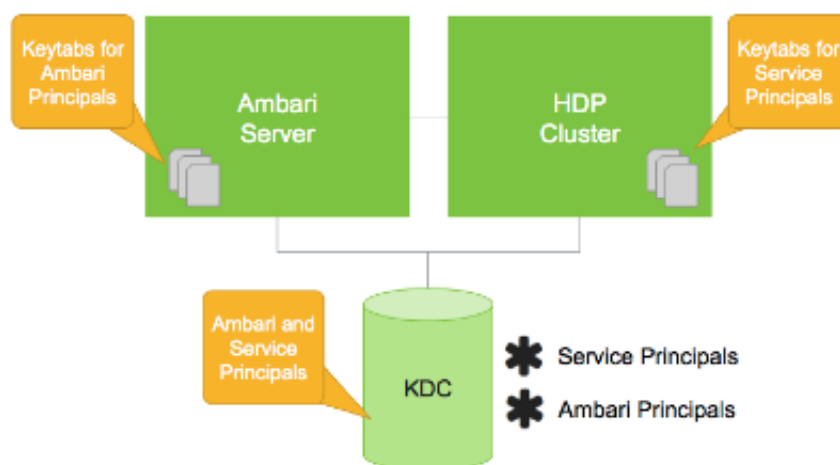 Keytabs for
Ambari
Principals
Ambari
Server
HDP
Cluster
Keytabs for
Service
Principals
Ambari and
Service
Principals
KDC
Service Principals
Ambari Principals